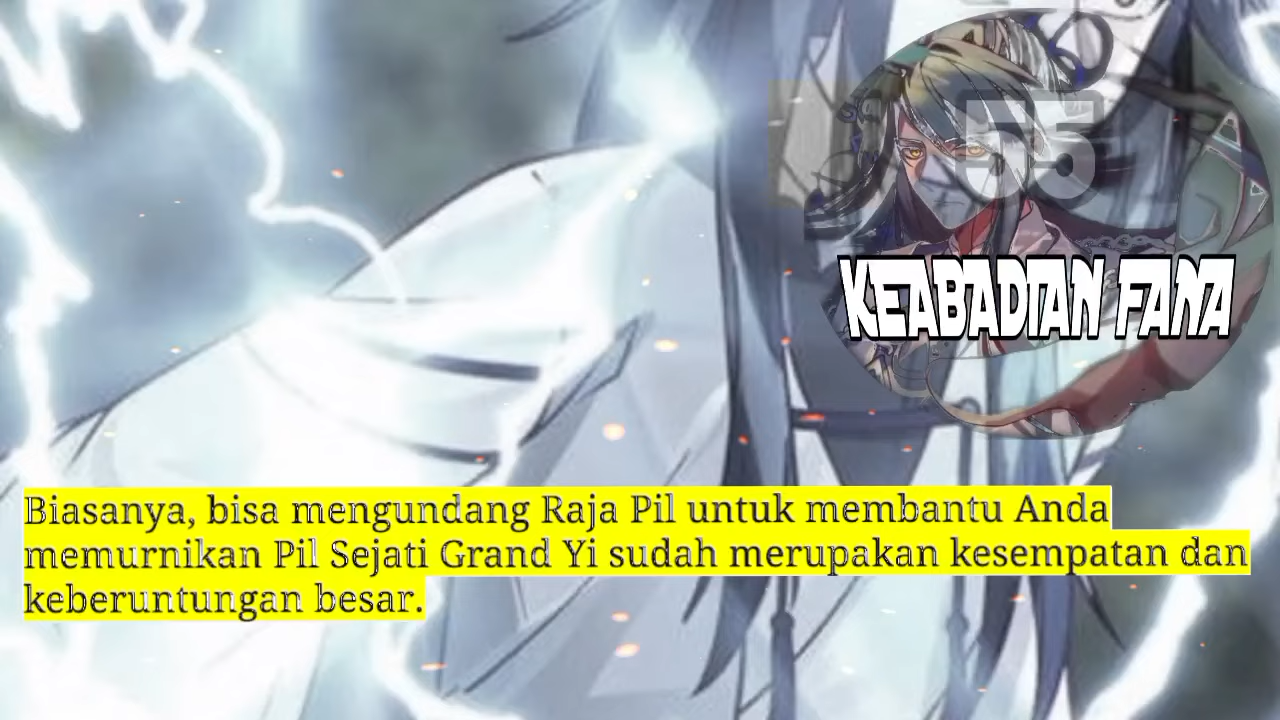 55
KEABADIAN FANA
Biasanya, bisa mengundang Raja Pil untuk membantu Anda
memurnikan Pil Sejati Grand Yi sudah merupakan kesempatan dan
keberuntungan besar.